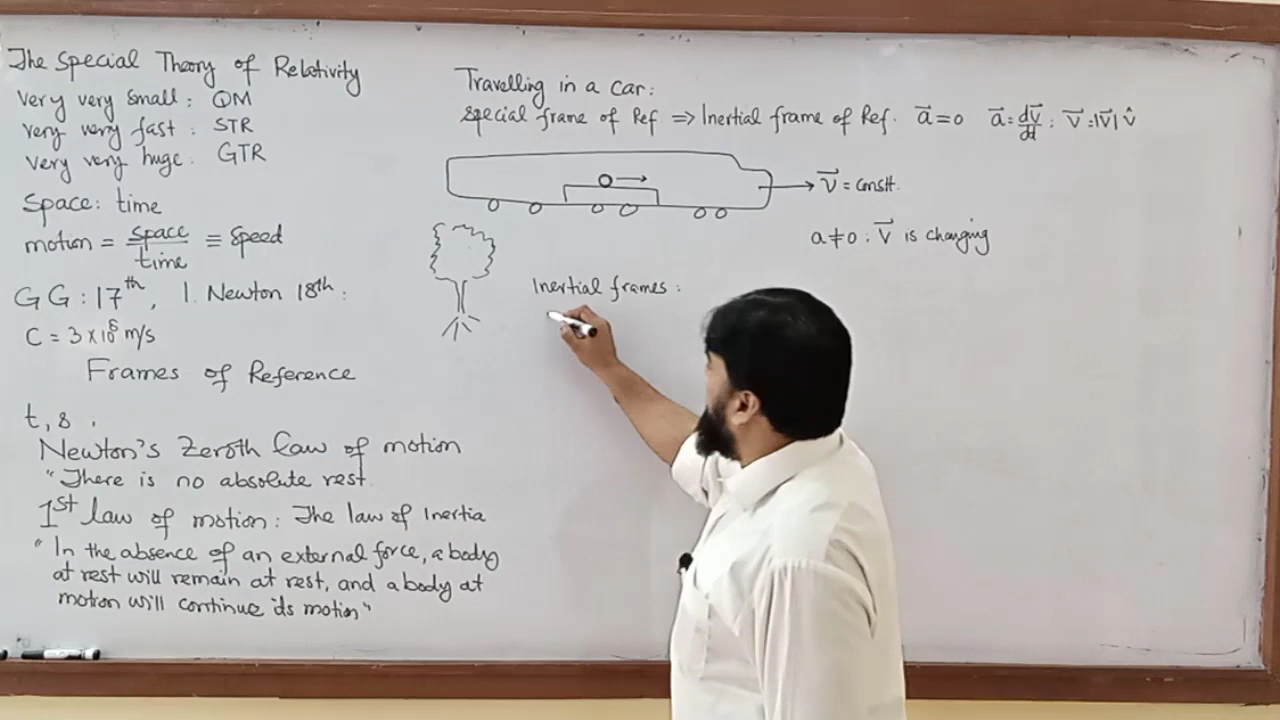 The Special Theory of Relativity
very very small: QM
very very fast: STR
very very huge: GTR
Space: time
motion = space/time ≡ speed
G G : 17th, I. Newton 18th:
C = 3×10⁸ m/s
Frames of Reference
t, s.
Newton's Zeroth law of motion
"There is no absolute rest
1st law of motion: The law of Inertia
"In the absence of an external force, a body
at rest will remain at rest, and a body at
motion will continue its motion"
Travelling in a car:
special frame of Ref ⇒ Inertial frame of Ref. a⃗=0 a⃗=dv⃗/dt: v⃗=|v⃗| v̂
v⃗ = constt.
a≠0: v⃗ is changing
Inertial frames: